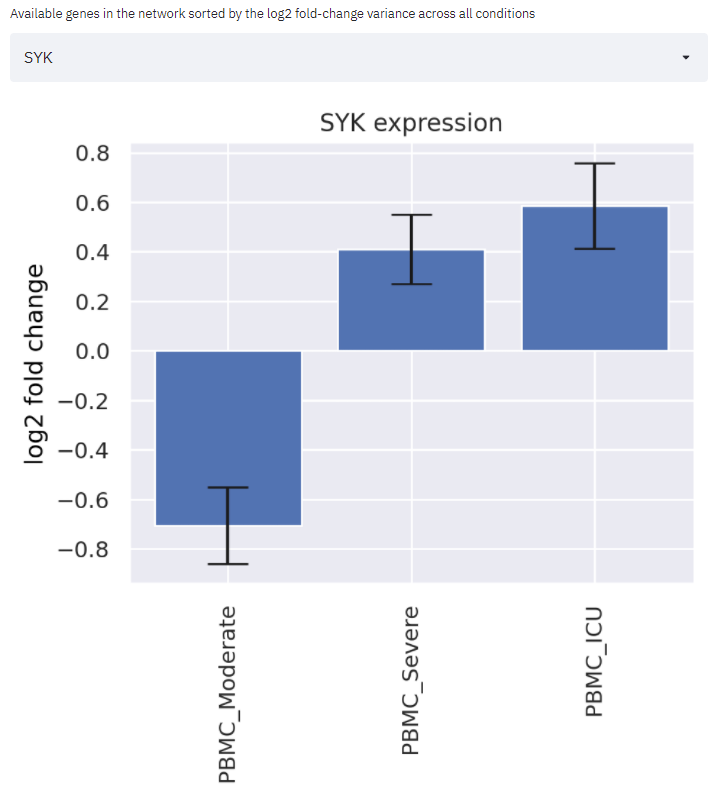 Available genes in the network sorted by the log2 fold-change variance across all conditions
SYK
SYK expression
0.8
0.6
0.4
0.2
0.0
−0.2
−0.4
−0.6
−0.8
log2 fold change
PBMC_Moderate
PBMC_Severe
PBMC_ICU